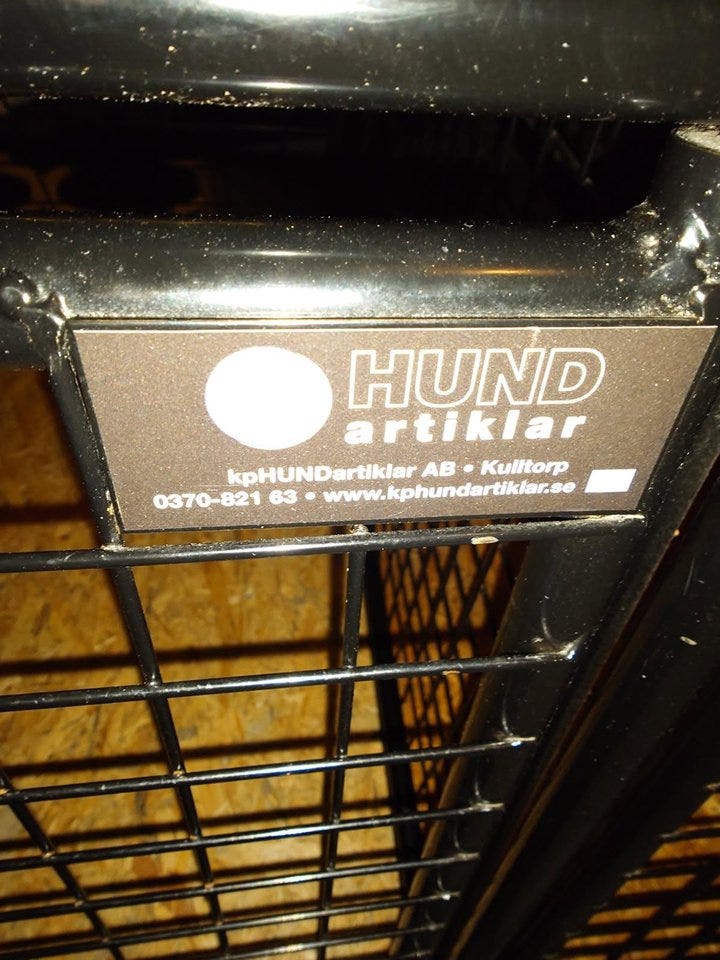 HUND
artiklar
kpHUNDartiklar AB • Kulltorp
0370-821 63 • www.kphundartiklar.se